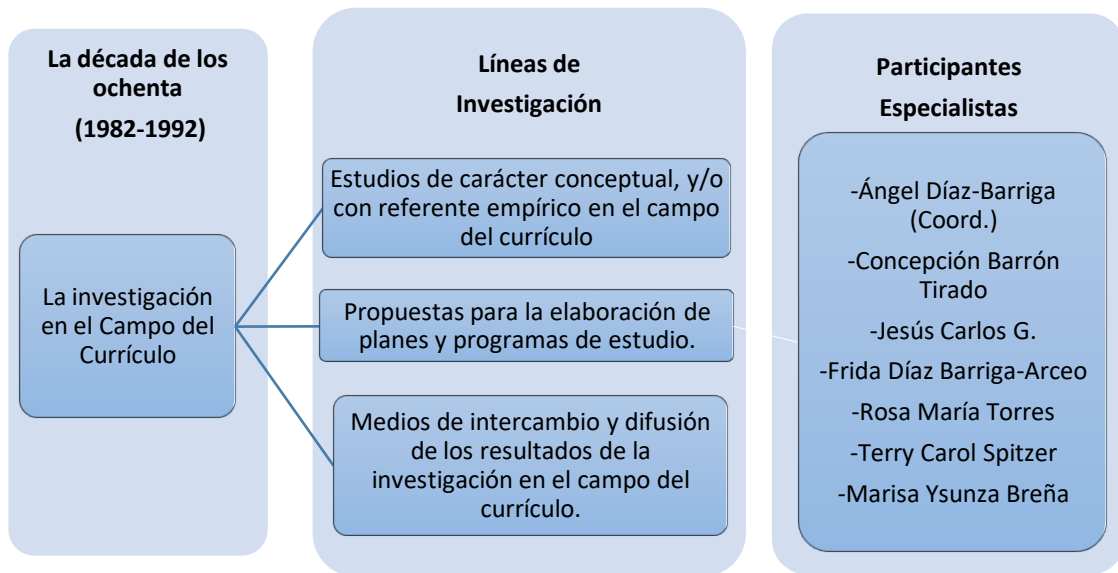 La década de los
ochenta
(1982-1992)
La investigación
en el Campo del
Currículo
Líneas de
Investigación
Estudios de carácter conceptual, y/o
con referente empírico en el campo
del currículo
Propuestas para la elaboración de
planes y programas de estudio.
Medios de intercambio y difusión
de los resultados de la
investigación en el campo del
currículo.
Participantes
Especialistas
-Ángel Díaz-Barriga
(Coord.)
-Concepción Barrón
Tirado
-Jesús Carlos G.
-Frida Díaz Barriga-Arceo
-Rosa María Torres
-Terry Carol Spitzer
-Marisa Ysunza Breña